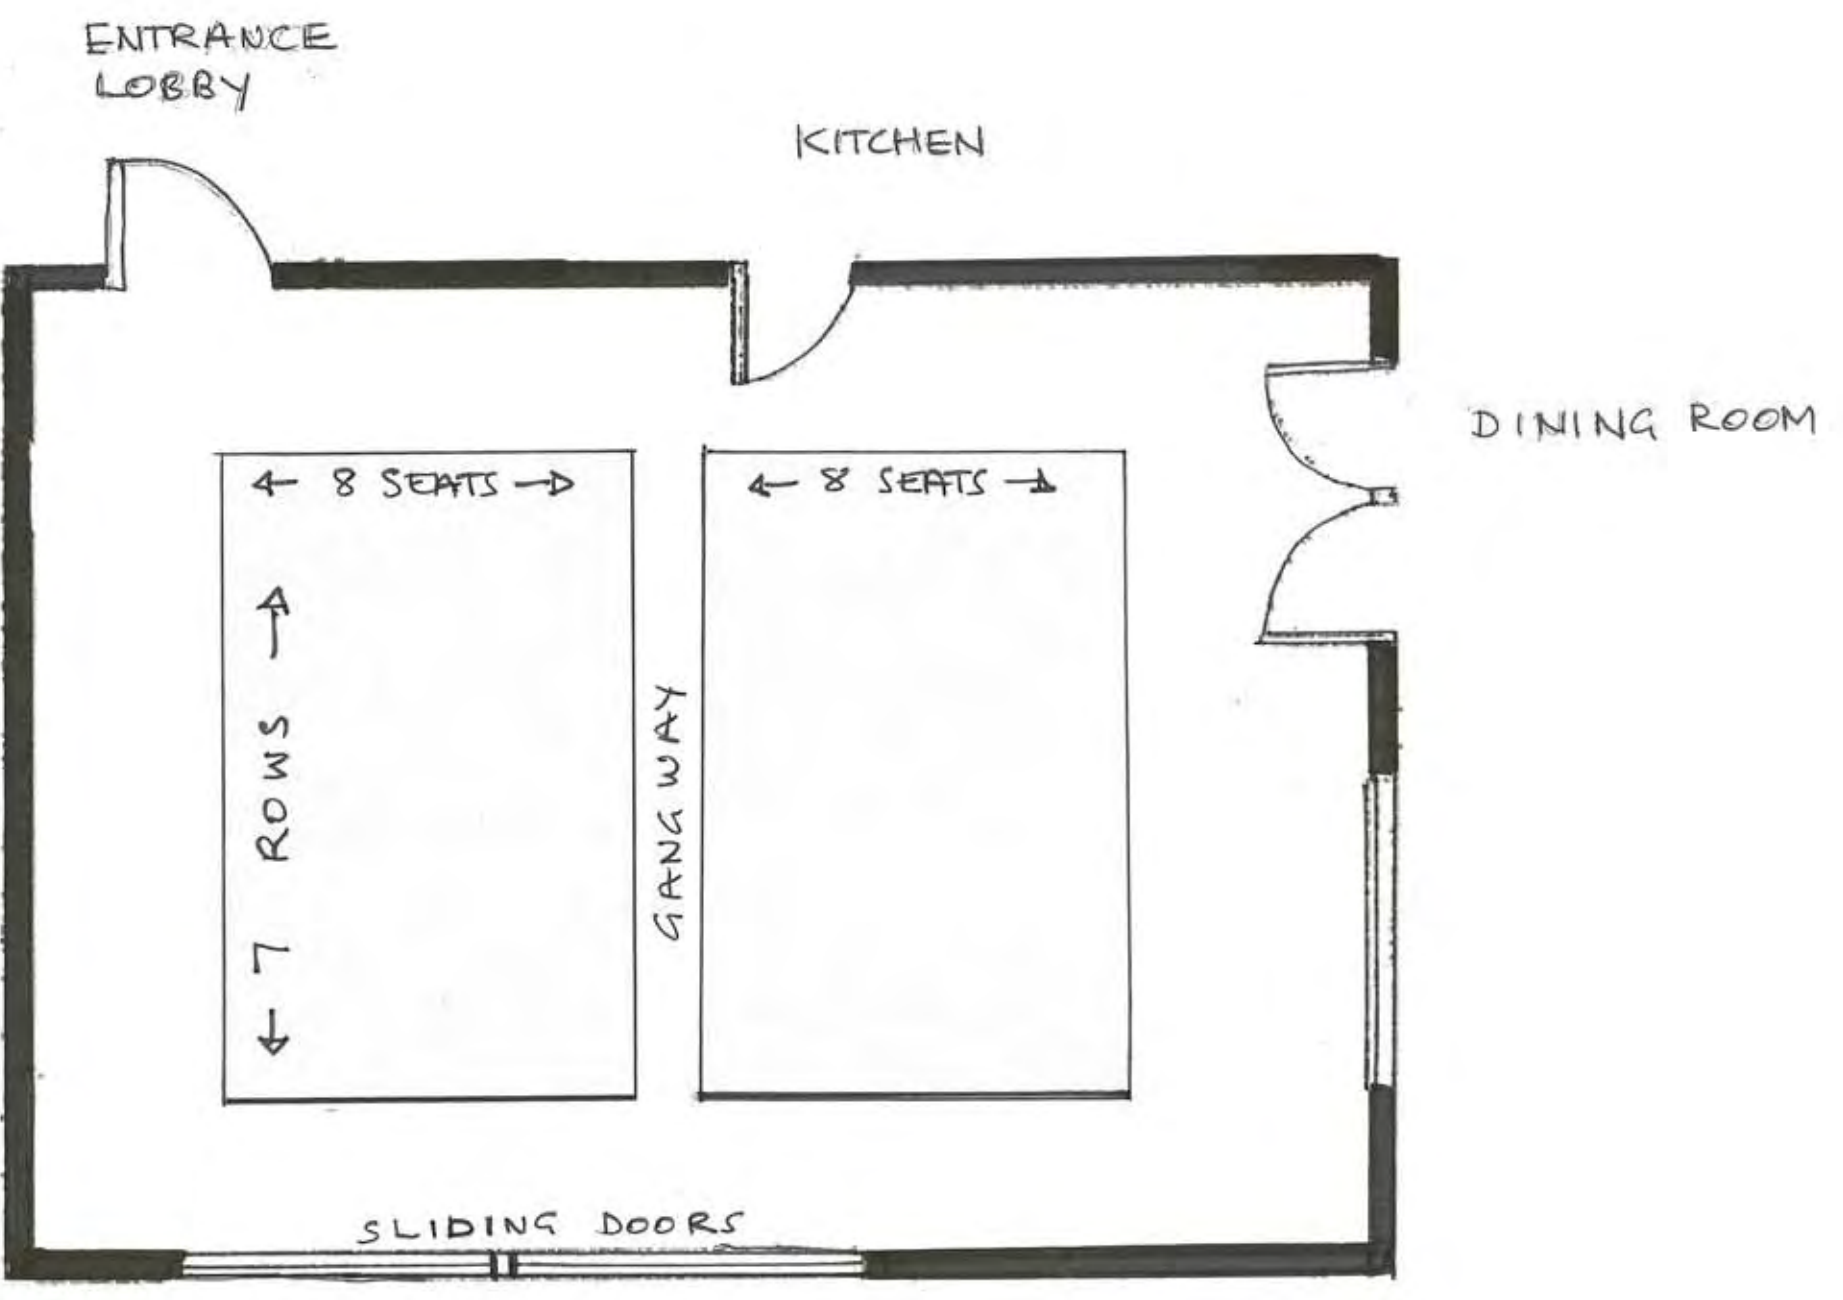 ENTRANCE
LOBBY
KITCHEN
DINING ROOM
8 SEATS
8 SEATS
7 ROWS
GANGWAY
SLIDING DOORS